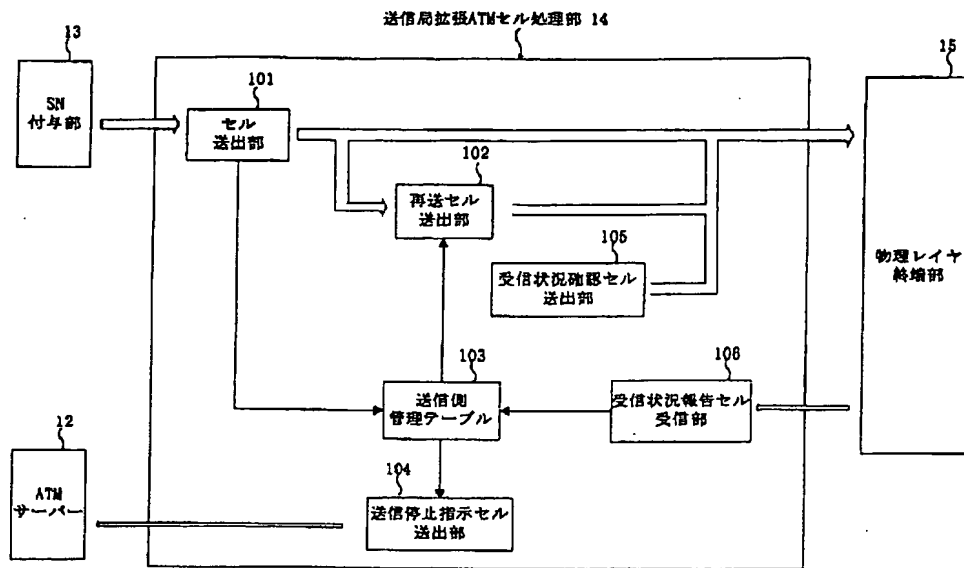 送信局拡張ATMセル処理部 14
13
SN
付与部
101
セル
送出部
102
再送セル
送出部
105
受信状況確認セル
送出部
15
物理レイヤ
終端部
103
送信側
管理テーブル
106
受信状況報告セル
受信部
12
ATM
サーバー
104
送信停止指示セル
送出部